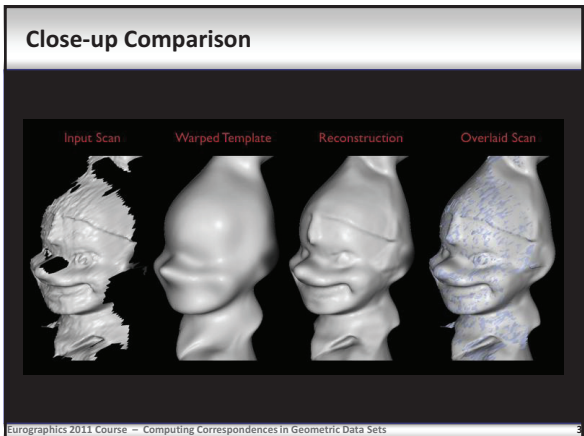 Close-up Comparison
Input Scan Warped Template Reconstruction Overlaid Scan
Eurographics 2011 Course – Computing Correspondences in Geometric Data Sets 3